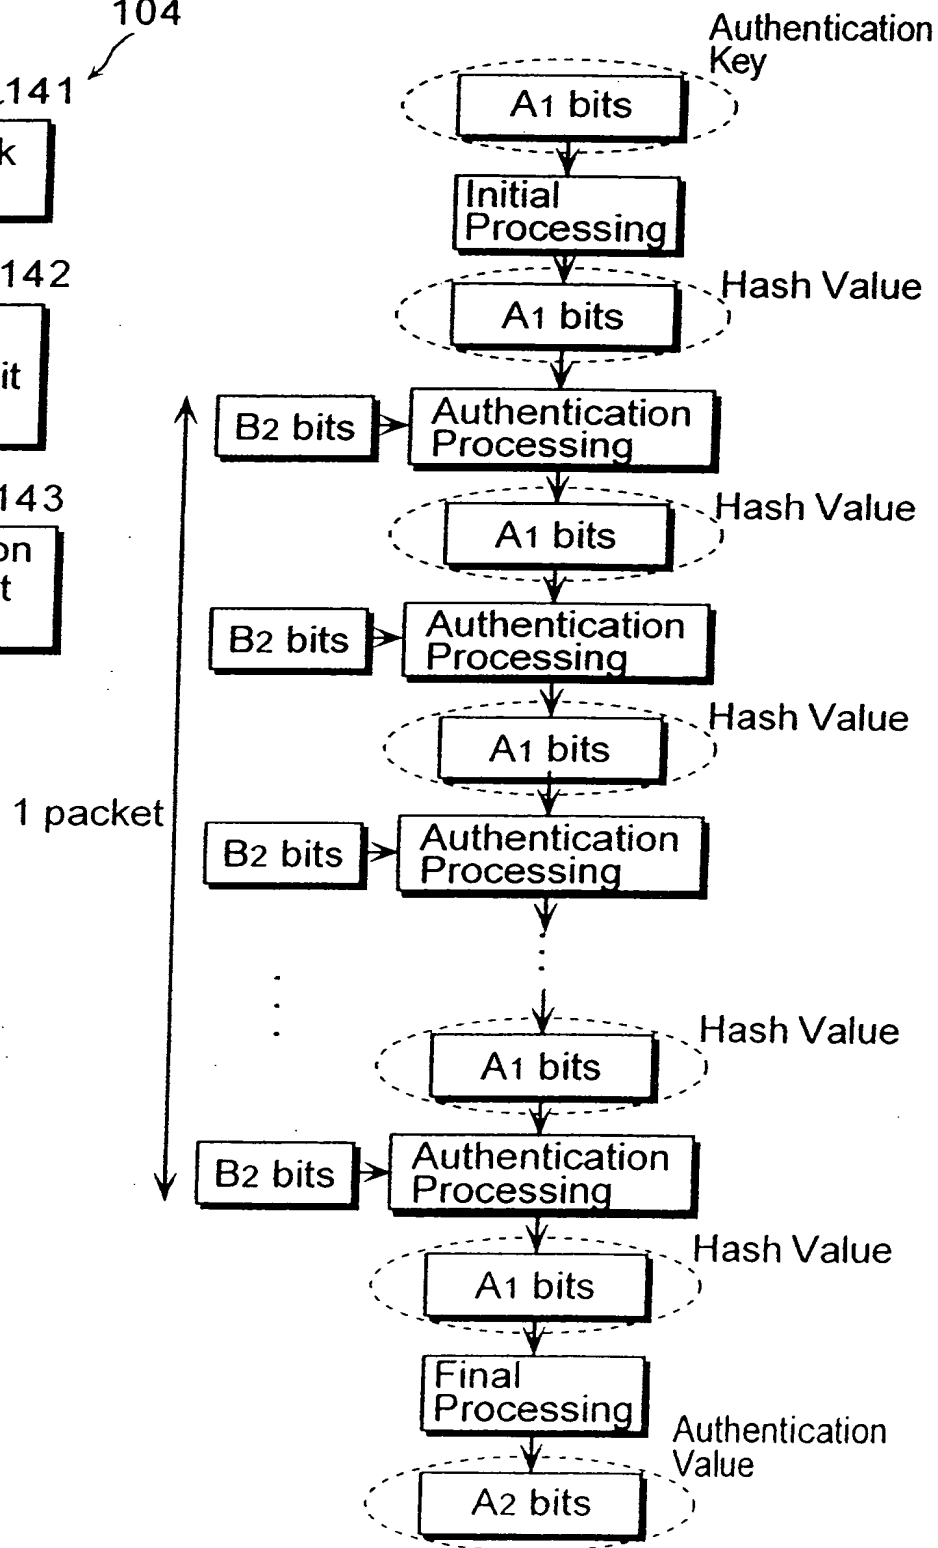 104
141
k
142
it
143
on
t
Authentication
Key
A1 bits
Initial
Processing
Hash Value
A1 bits
B2 bits
Authentication
Processing
Hash Value
A1 bits
B2 bits
Authentication
Processing
Hash Value
A1 bits
1 packet
B2 bits
Authentication
Processing
Hash Value
A1 bits
B2 bits
Authentication
Processing
Hash Value
A1 bits
Final
Processing
Authentication
Value
A2 bits